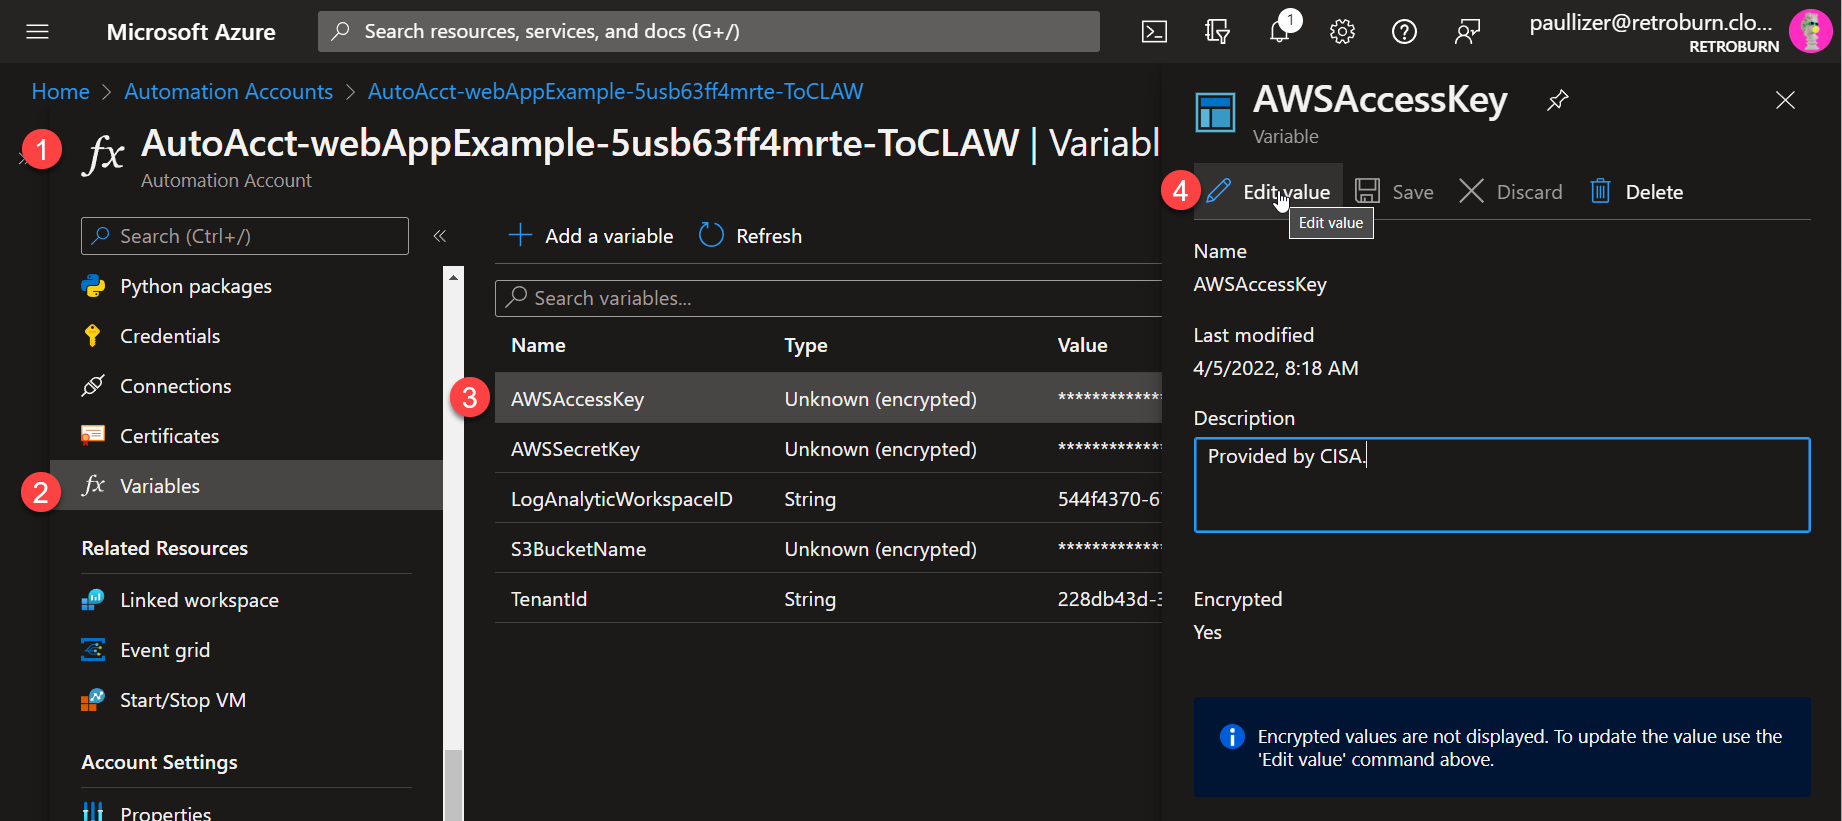 Microsoft Azure
Search resources, services, and docs (G+/)
1
paullizer@retroburn.clo...
RETROBURN
Home > Automation Accounts > AutoAcct-webAppExample-5usb63ff4mrte-ToCLAW
1
fx AutoAcct-webAppExample-5usb63ff4mrte-ToCLAW | Variabl
Automation Account
Search (Ctrl+/)
«
Python packages
Credentials
Connections
Certificates
2
fx Variables
Related Resources
Linked workspace
Event grid
Start/Stop VM
Account Settings
Properties
+ Add a variable
Refresh
Search variables...
Name Type Value
3
AWSAccessKey Unknown (encrypted) *************
AWSSecretKey Unknown (encrypted) *************
LogAnalyticWorkspaceID String
S3BucketName Unknown (encrypted) *************
TenantId String 228db43d-3
AWSAccessKey
Variable
4
Edit value Save Discard Delete
Edit value
Name
AWSAccessKey
Last modified
4/5/2022, 8:18 AM
Description
Provided by CISA.
Encrypted
Yes
Encrypted values are not displayed. To update the value use the
'Edit value' command above.